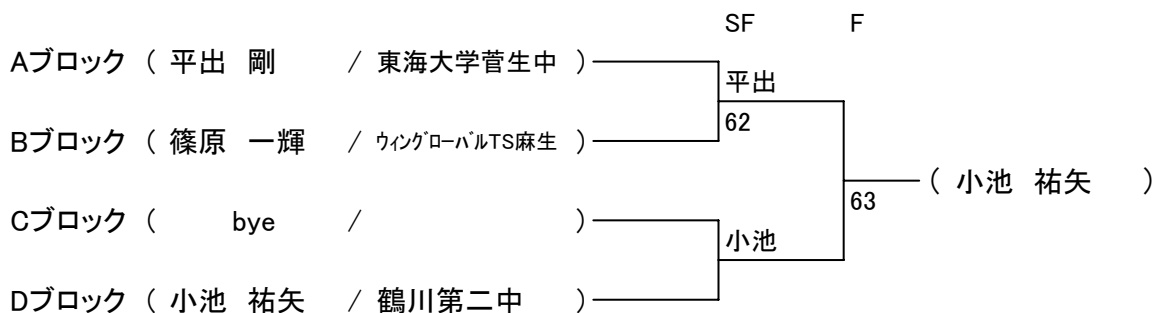 SF F
Aブロック ( 平出 剛 / 東海大学菅生中 )
平出
62
Bブロック ( 篠原 一輝 / ウィングローバルTS麻生 )
( 小池 祐矢 )
63
Cブロック ( bye / )
小池
Dブロック ( 小池 祐矢 / 鶴川第二中 )